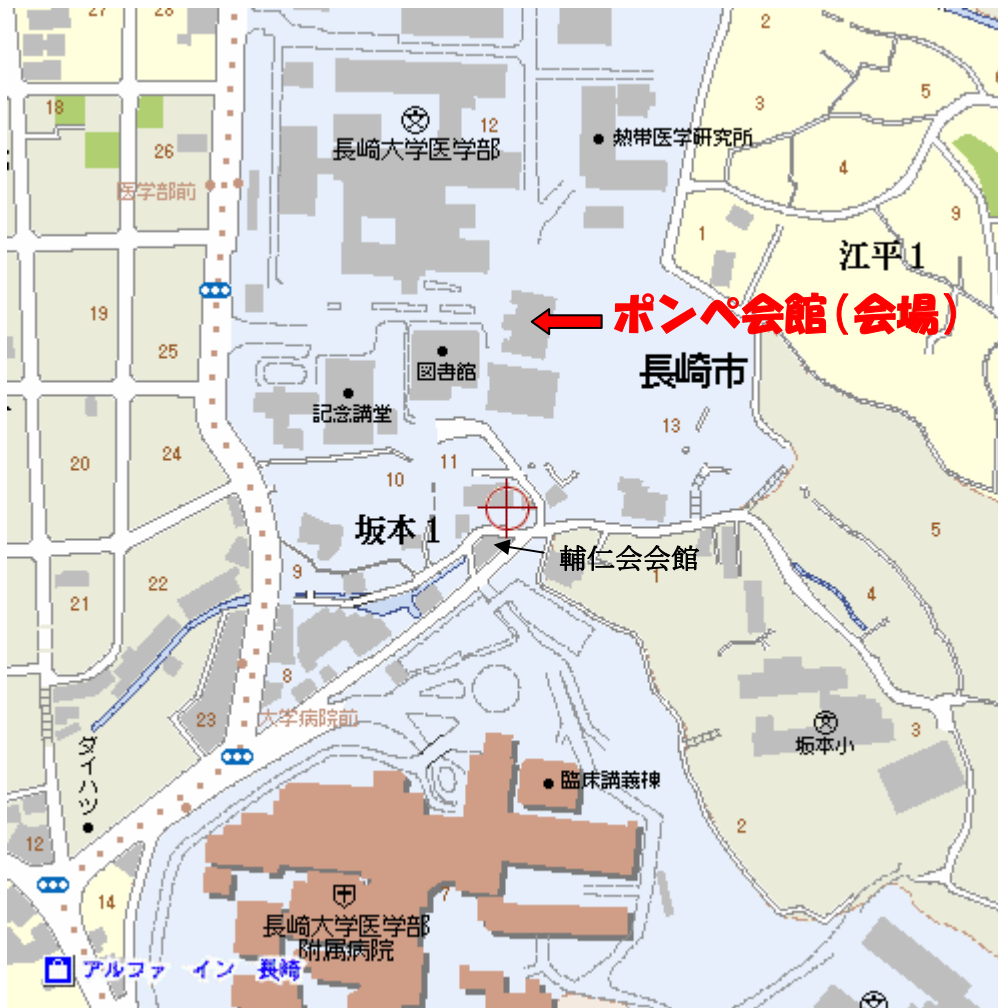 27
28
2
18
26
12
長崎大学医学部
熱帯医学研究所
3
5
4
医学部前
9
1
江平1
19
25
ポンペ会館(会場)
図書館
長崎市
記念講堂
13
20
24
10
11
坂本1
5
輔仁会会館
1
22
21
9
4
8
23
大学病院前
坂本小
3
ダイハツ
臨床講義棟
2
12
14
7
長崎大学医学部
附属病院
アルファ イン 長崎